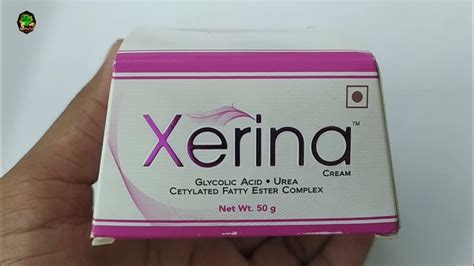 Xerina™
CREAM
GLYCOLIC ACID • UREA
CETYLATED FATTY ESTER COMPLEX
Net Wt. 50 g